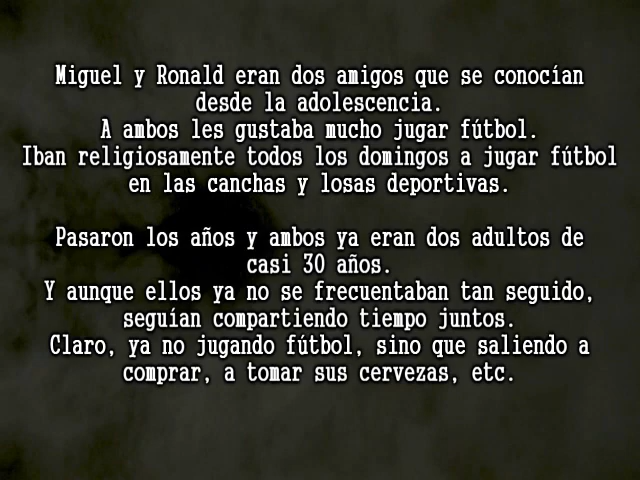 Miguel y Ronald eran dos amigos que se conocían
desde la adolescencia.
A ambos les gustaba mucho jugar fútbol.
Iban religiosamente todos los domingos a jugar fútbol
en las canchas y losas deportivas.
Pasaron los años y ambos ya eran dos adultos de
casi 30 años.
Y aunque ellos ya no se frecuentaban tan seguido,
seguían compartiendo tiempo juntos.
Claro, ya no jugando fútbol, sino que saliendo a
comprar, a tomar sus cervezas, etc.